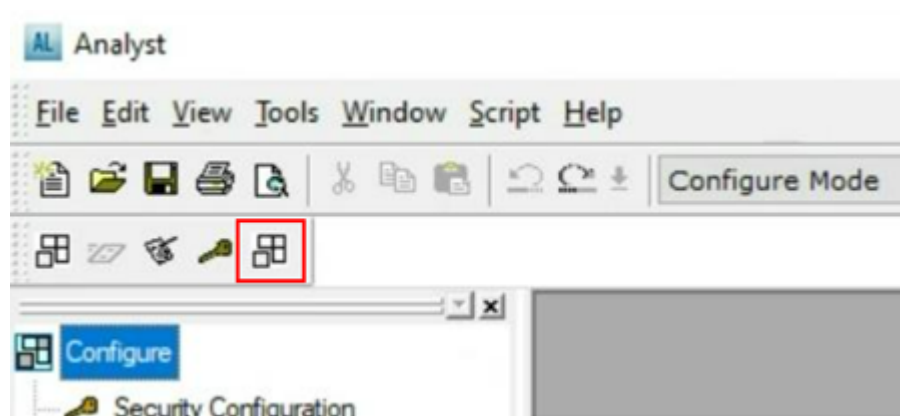 AL Analyst
File Edit View Tools Window Script Help
Configure Mode
Configure
Security Configuration